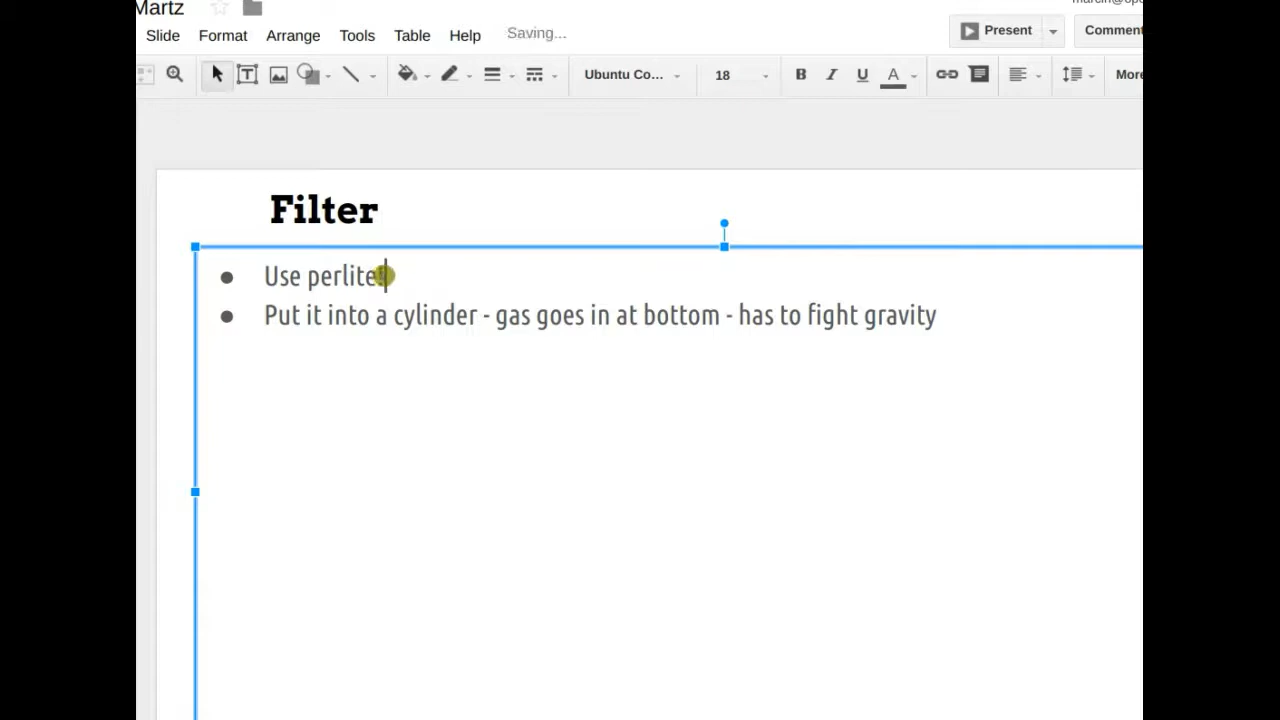 Martz
Slide Format Arrange Tools Table Help Saving... Present Comment
Ubuntu Co... 18 B I U A More
Filter
● Use perlite
● Put it into a cylinder - gas goes in at bottom - has to fight gravity